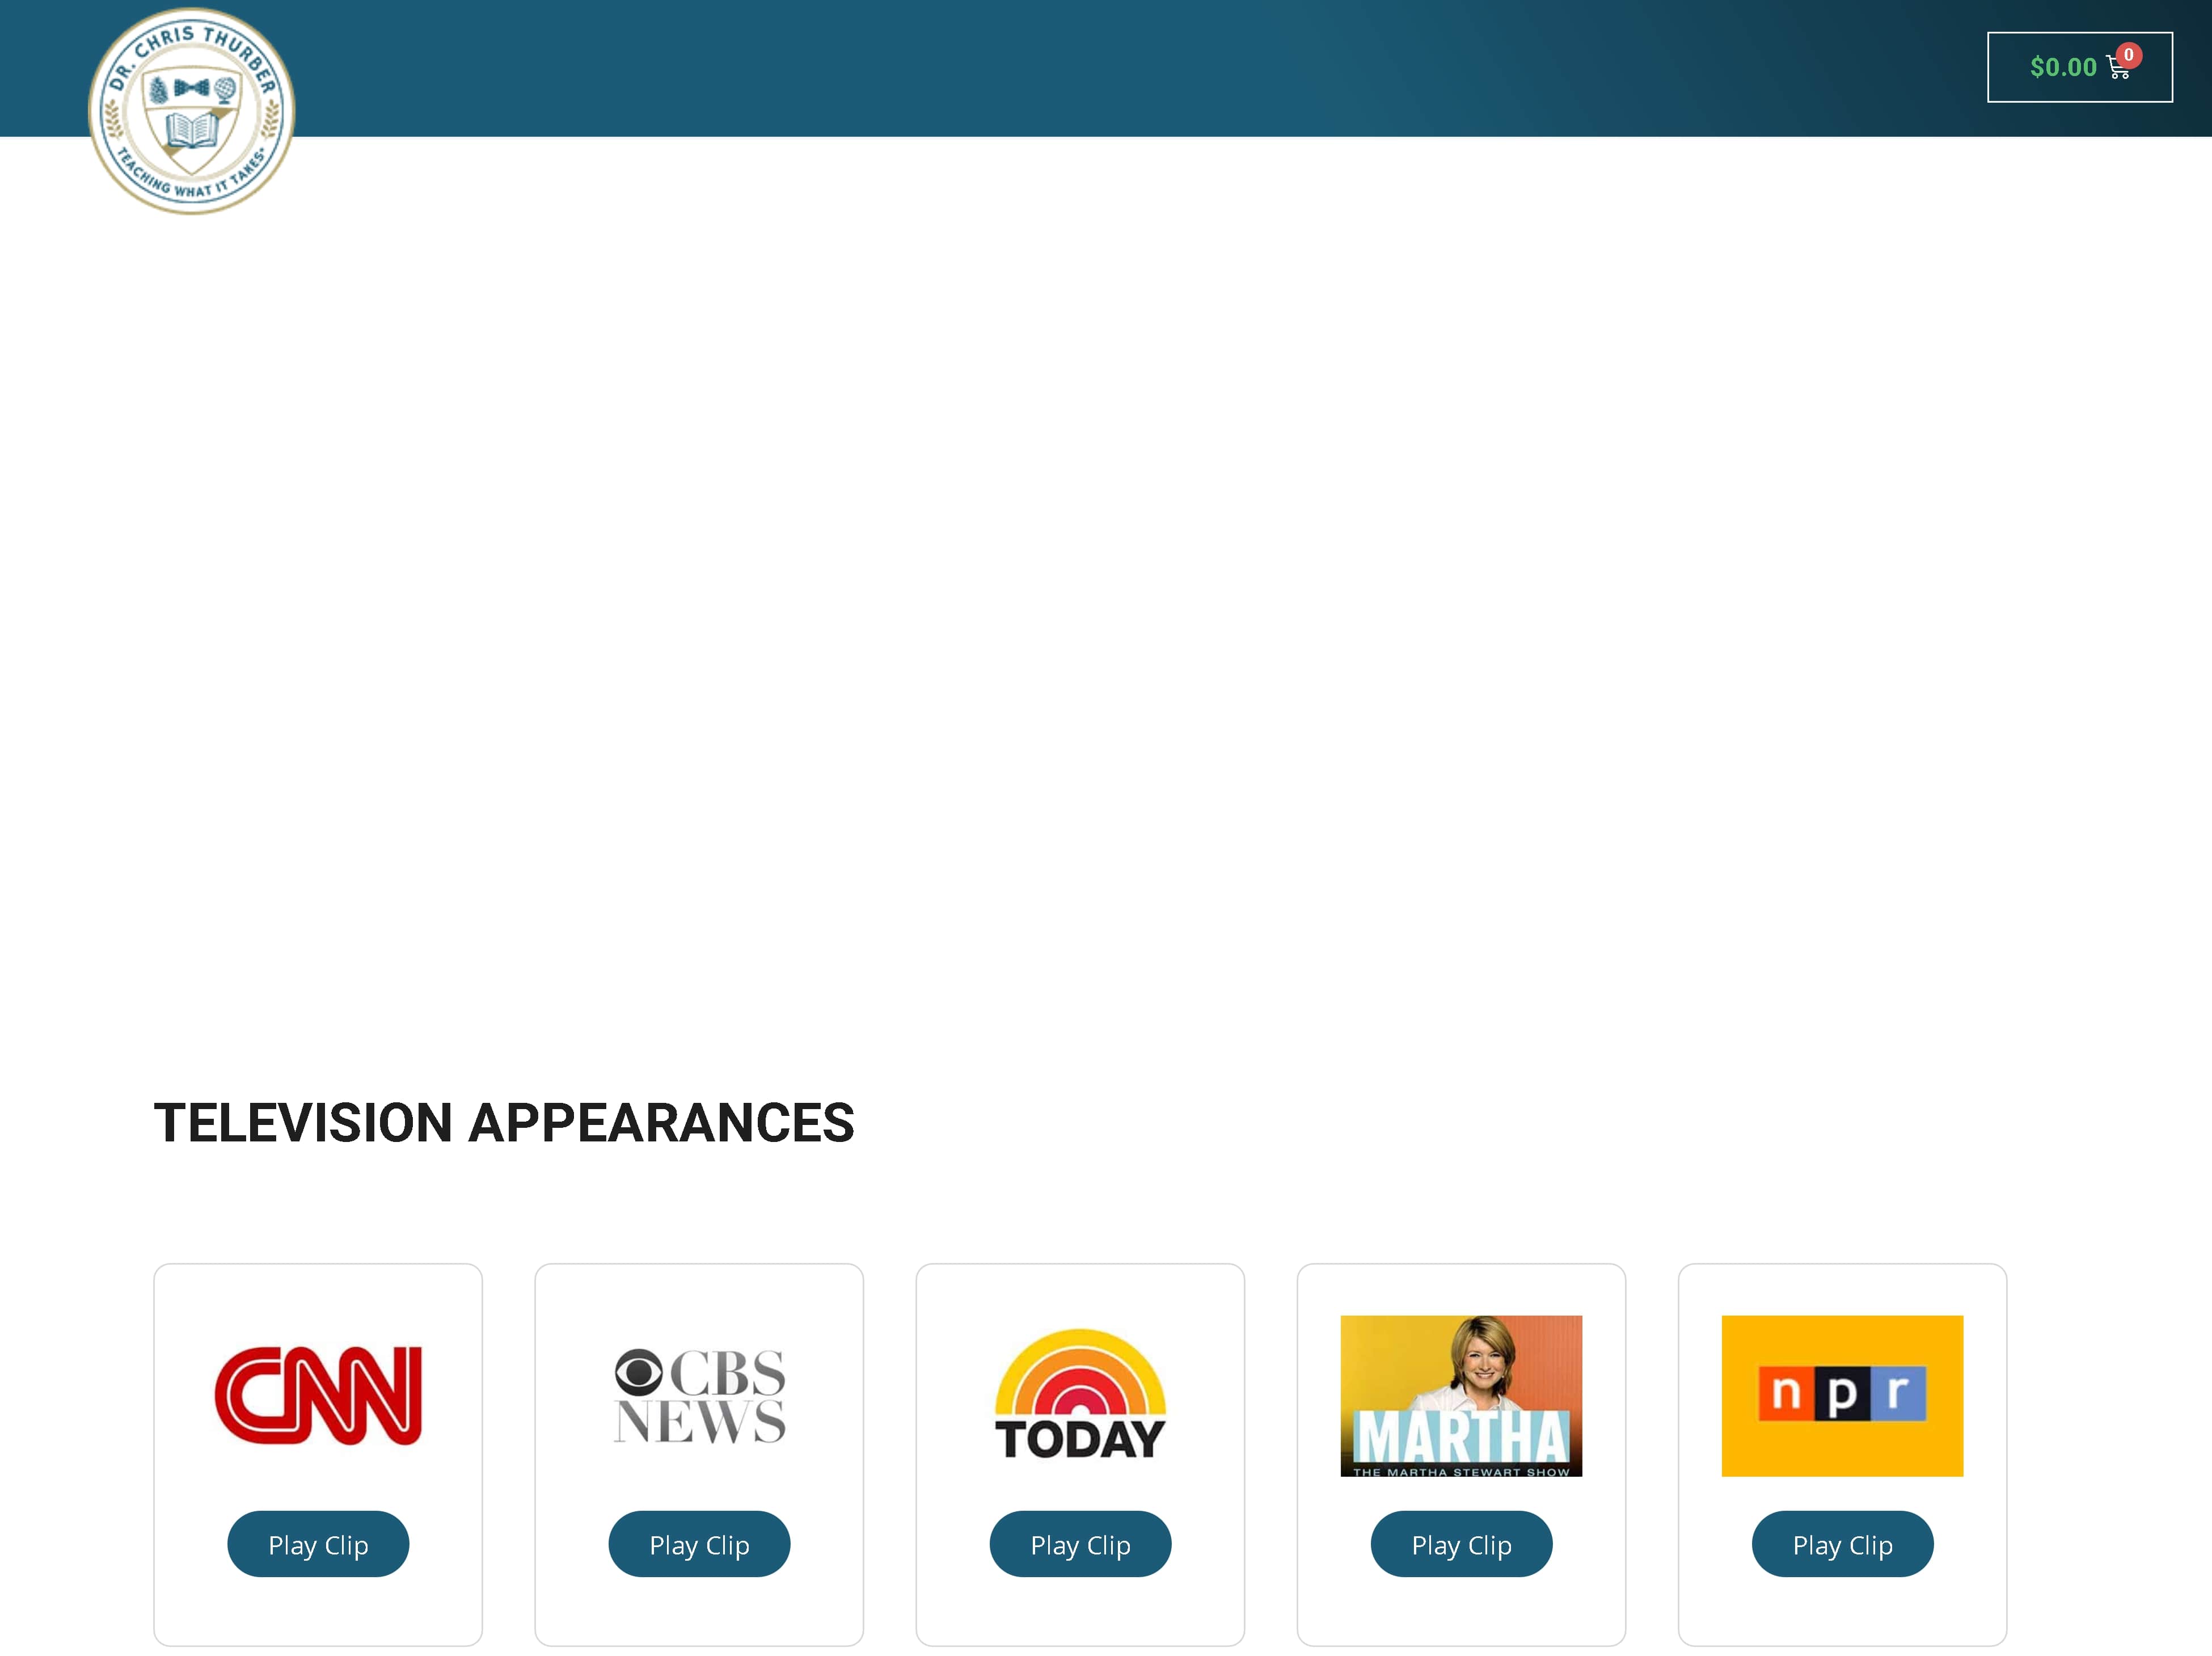 DR. CHRIS THURBER
TEACHING WHAT IT TAKES
$0.00
0
TELEVISION APPEARANCES
CNN
CBS
NEWS
TODAY
MARTHA
THE MARTHA STEWART SHOW
npr
Play Clip
Play Clip
Play Clip
Play Clip
Play Clip